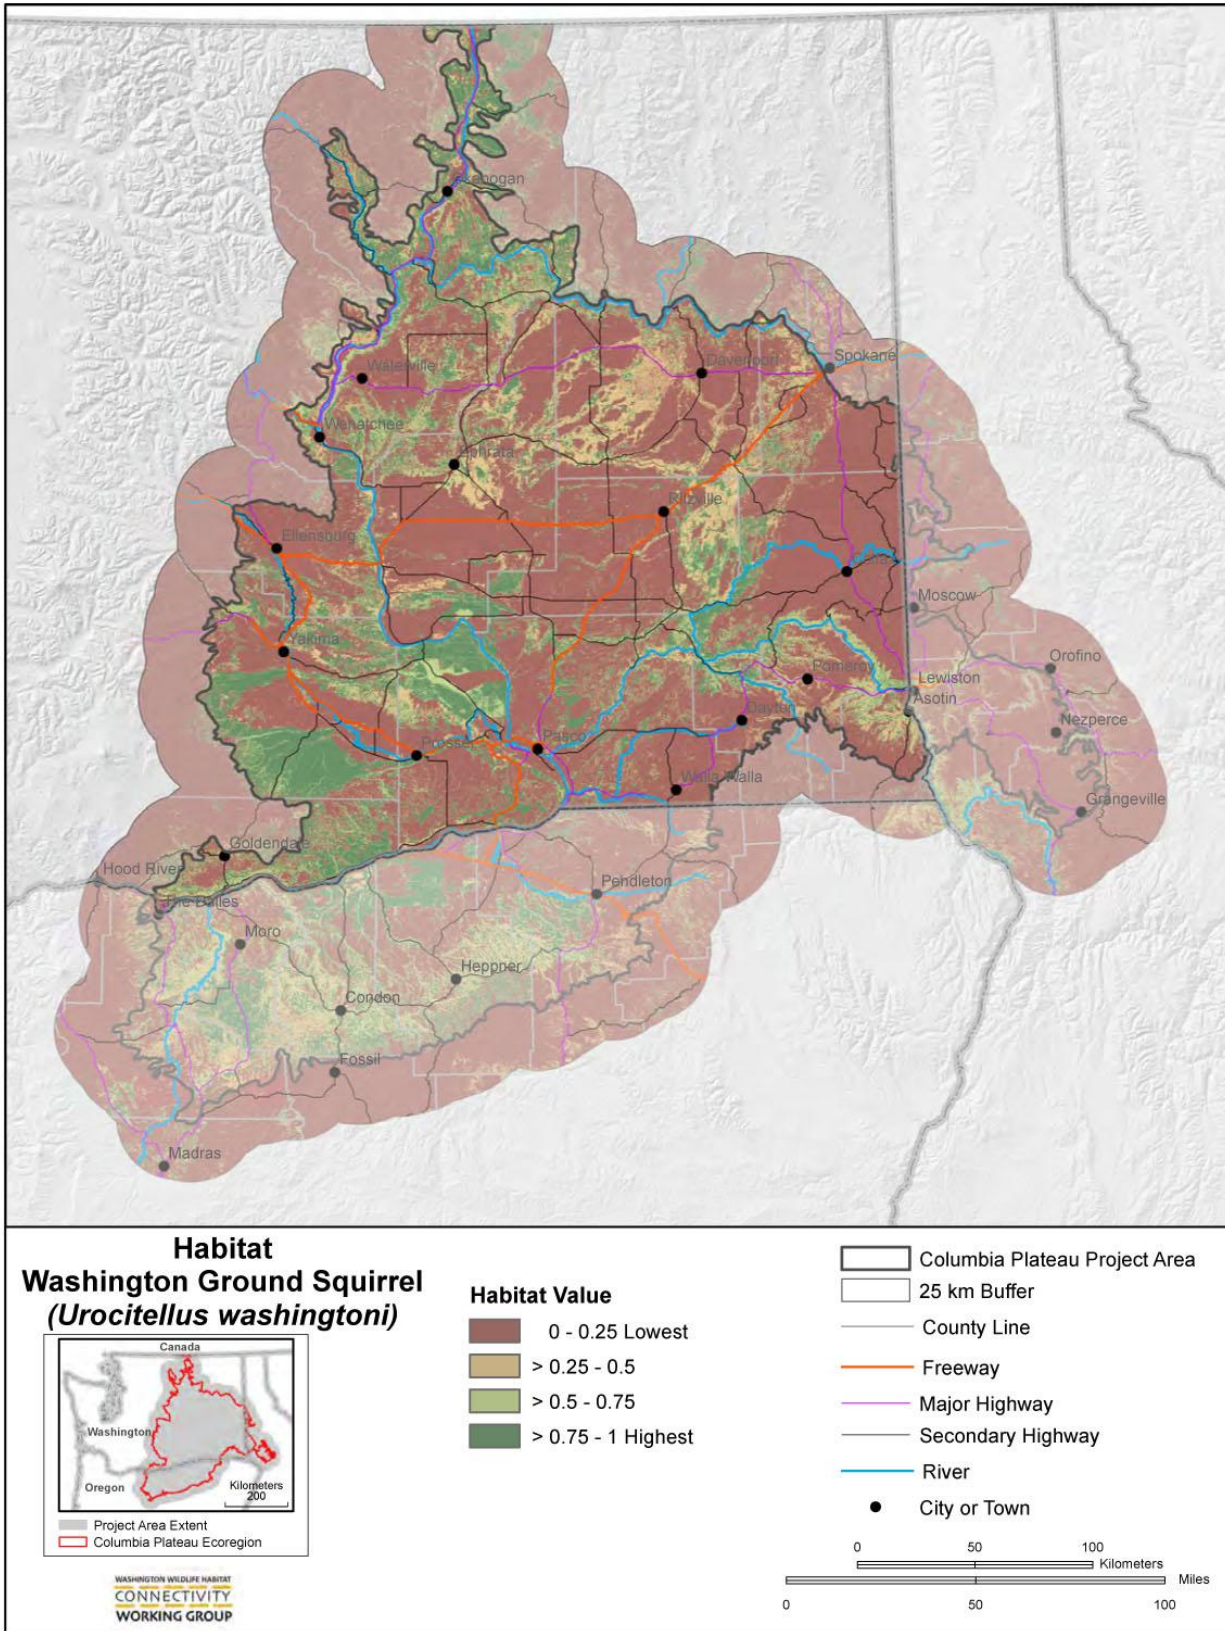 Okanogan
Waterville
Davenport
Spokane
Wenatchee
Ephrata
Ritzville
Ellensburg
Colfax
Moscow
Yakima
Orofino
Pomeroy
Lewiston
Asotin
Nezperce
Dayton
Prosser
Pasco
Walla Walla
Grangeville
Goldendale
Hood River
Pendleton
The Dalles
Moro
Heppner
Condon
Fossil
Madras
Habitat
Washington Ground Squirrel
(Urocitellus washingtoni)
Canada
Washington
Oregon
Kilometers
200
Project Area Extent
Columbia Plateau Ecoregion
WASHINGTON WILDLIFE HABITAT
CONNECTIVITY
WORKING GROUP
Habitat Value
0 - 0.25 Lowest
> 0.25 - 0.5
> 0.5 - 0.75
> 0.75 - 1 Highest
Columbia Plateau Project Area
25 km Buffer
County Line
Freeway
Major Highway
Secondary Highway
River
City or Town
0 50 100
Kilometers
Miles
0 50 100